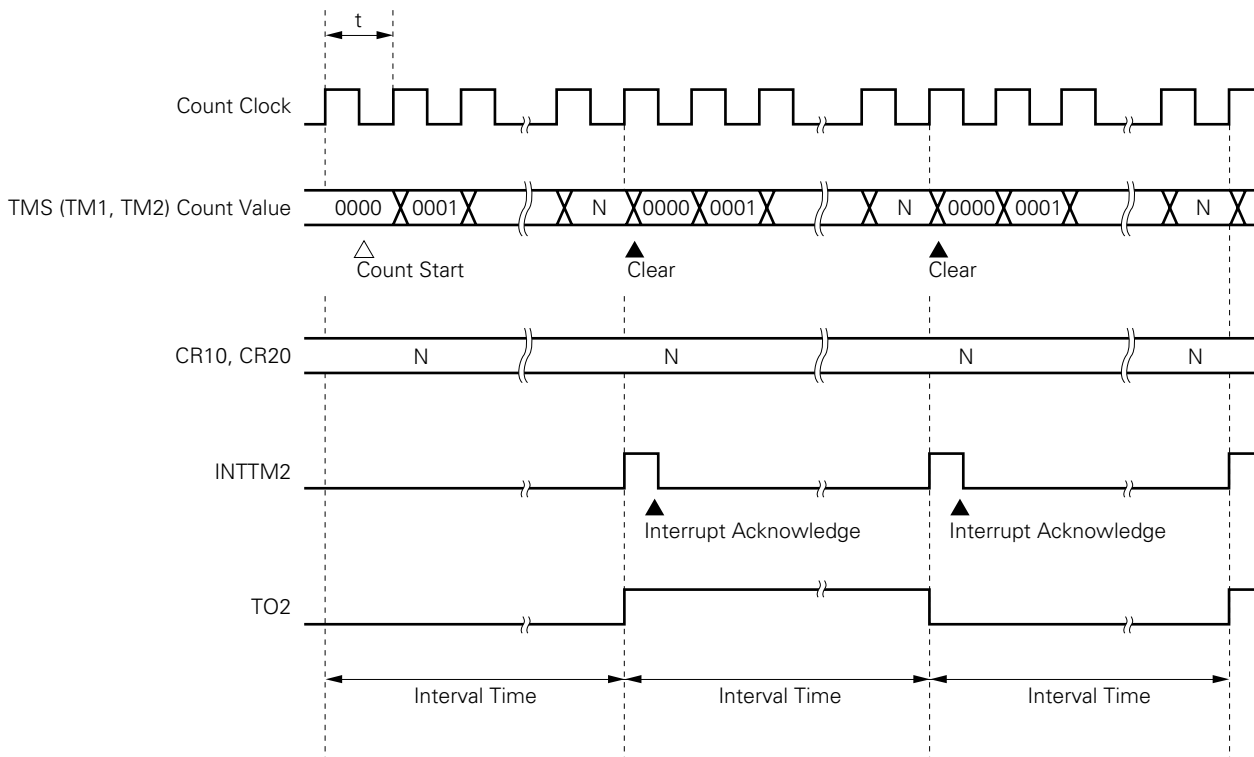 t
Count Clock
TMS (TM1, TM2) Count Value 0000 0001 N 0000 0001 N 0000 0001 N
Count Start Clear Clear
CR10, CR20 N N N N
INTTM2
Interrupt Acknowledge Interrupt Acknowledge
TO2
Interval Time Interval Time Interval Time